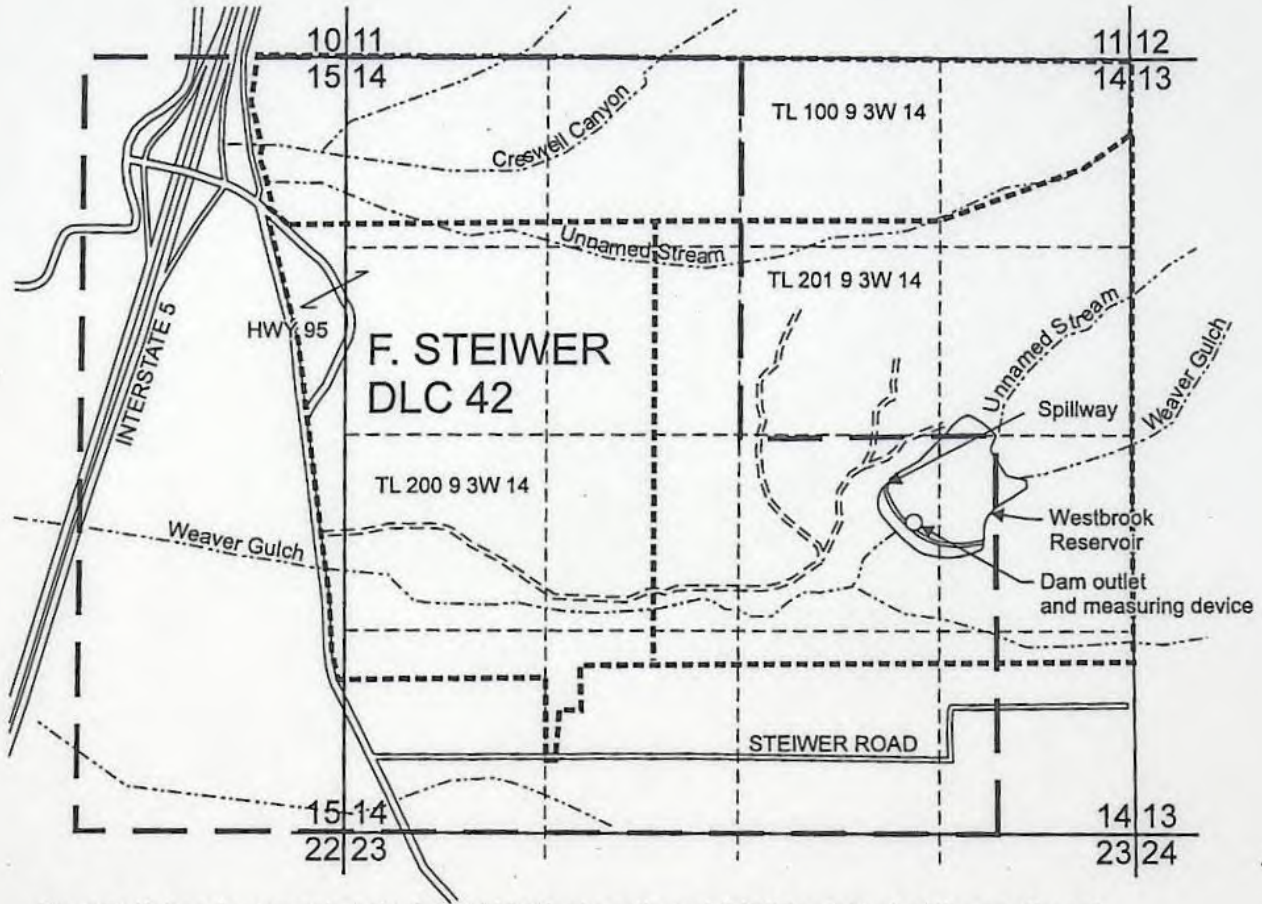 10 11
15 14
11 12
14 13
TL 100 9 3W 14
Creswell Canyon
Unnamed Stream
TL 201 9 3W 14
HWY 95
INTERSTATE 5
F. STEIWER
DLC 42
Unnamed Stream
Weaver Gulch
Spillway
TL 200 9 3W 14
Weaver Gulch
Westbrook
Reservoir
Dam outlet
and measuring device
STEIWER ROAD
15 14
22 23
14 13
23 24